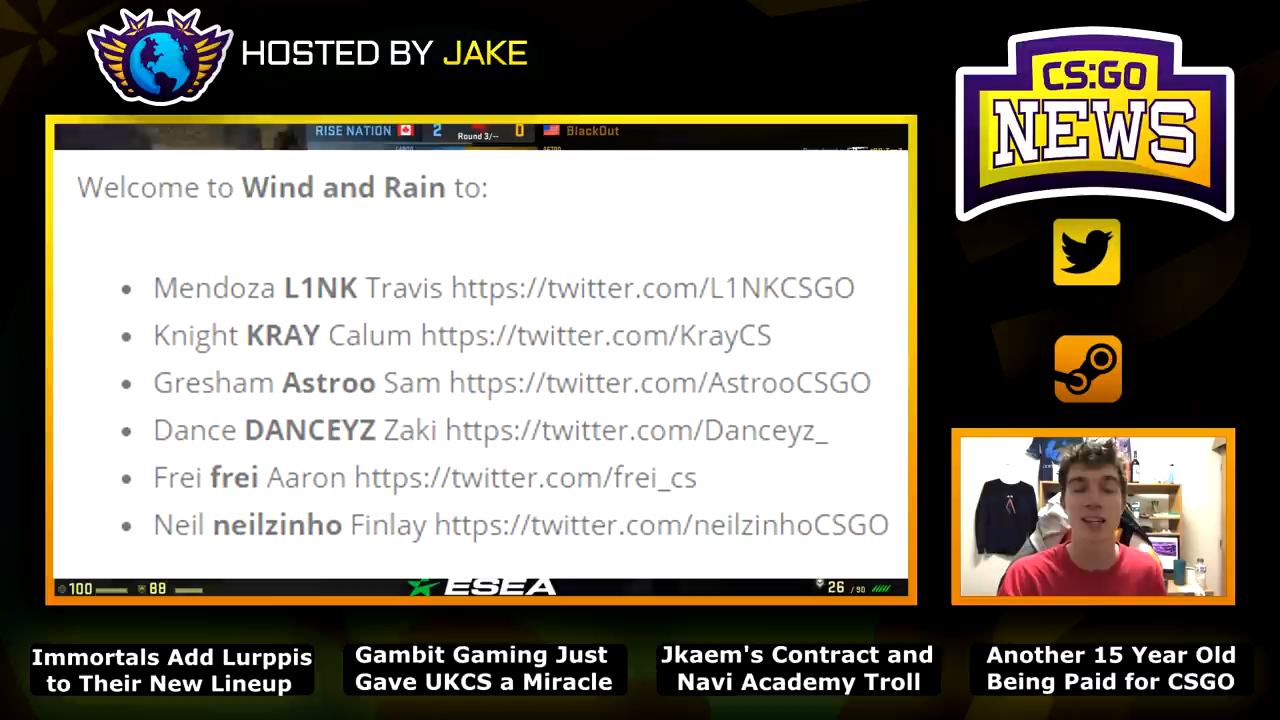 HOSTED BY JAKE
CS:GO
NEWS
RISE NATION 2 Round 3/-- 0 BlackOut
Welcome to Wind and Rain to:
• Mendoza L1NK Travis https://twitter.com/L1NKCSGO
• Knight KRAY Calum https://twitter.com/KrayCS
• Gresham Astroo Sam https://twitter.com/AstrooCSGO
• Dance DANCEYZ Zaki https://twitter.com/Danceyz_
• Frei frei Aaron https://twitter.com/frei_cs
• Neil neilzinho Finlay https://twitter.com/neilzinhoCSGO
100 88 ESEA 26 / 90
Immortals Add Lurppis
to Their New Lineup
Gambit Gaming Just
Gave UKCS a Miracle
Jkaem's Contract and
Navi Academy Troll
Another 15 Year Old
Being Paid for CSGO